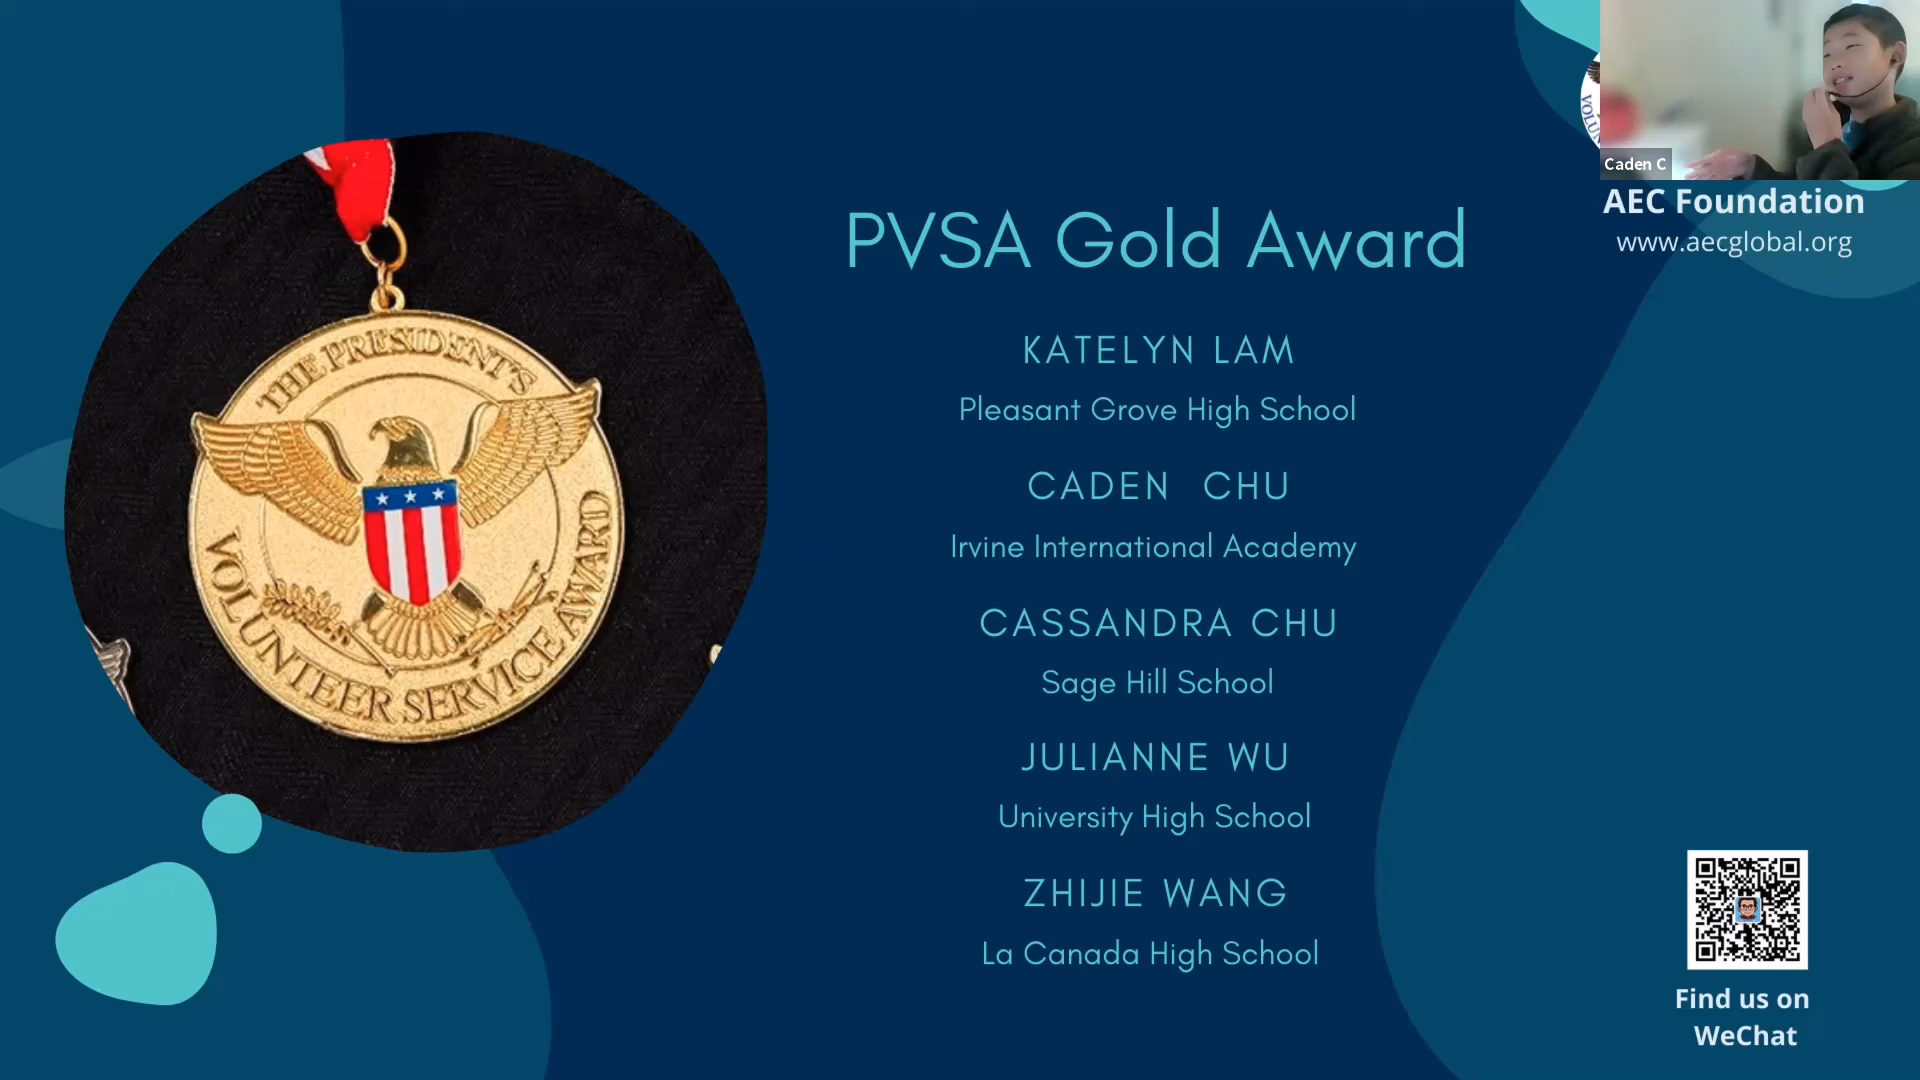 THE PRESIDENT'S
VOLUNTEER SERVICE AWARD
PVSA Gold Award
KATELYN LAM
Pleasant Grove High School
CADEN CHU
Irvine International Academy
CASSANDRA CHU
Sage Hill School
JULIANNE WU
University High School
ZHIJIE WANG
La Canada High School
Caden C
AEC Foundation
www.aecglobal.org
Find us on
WeChat